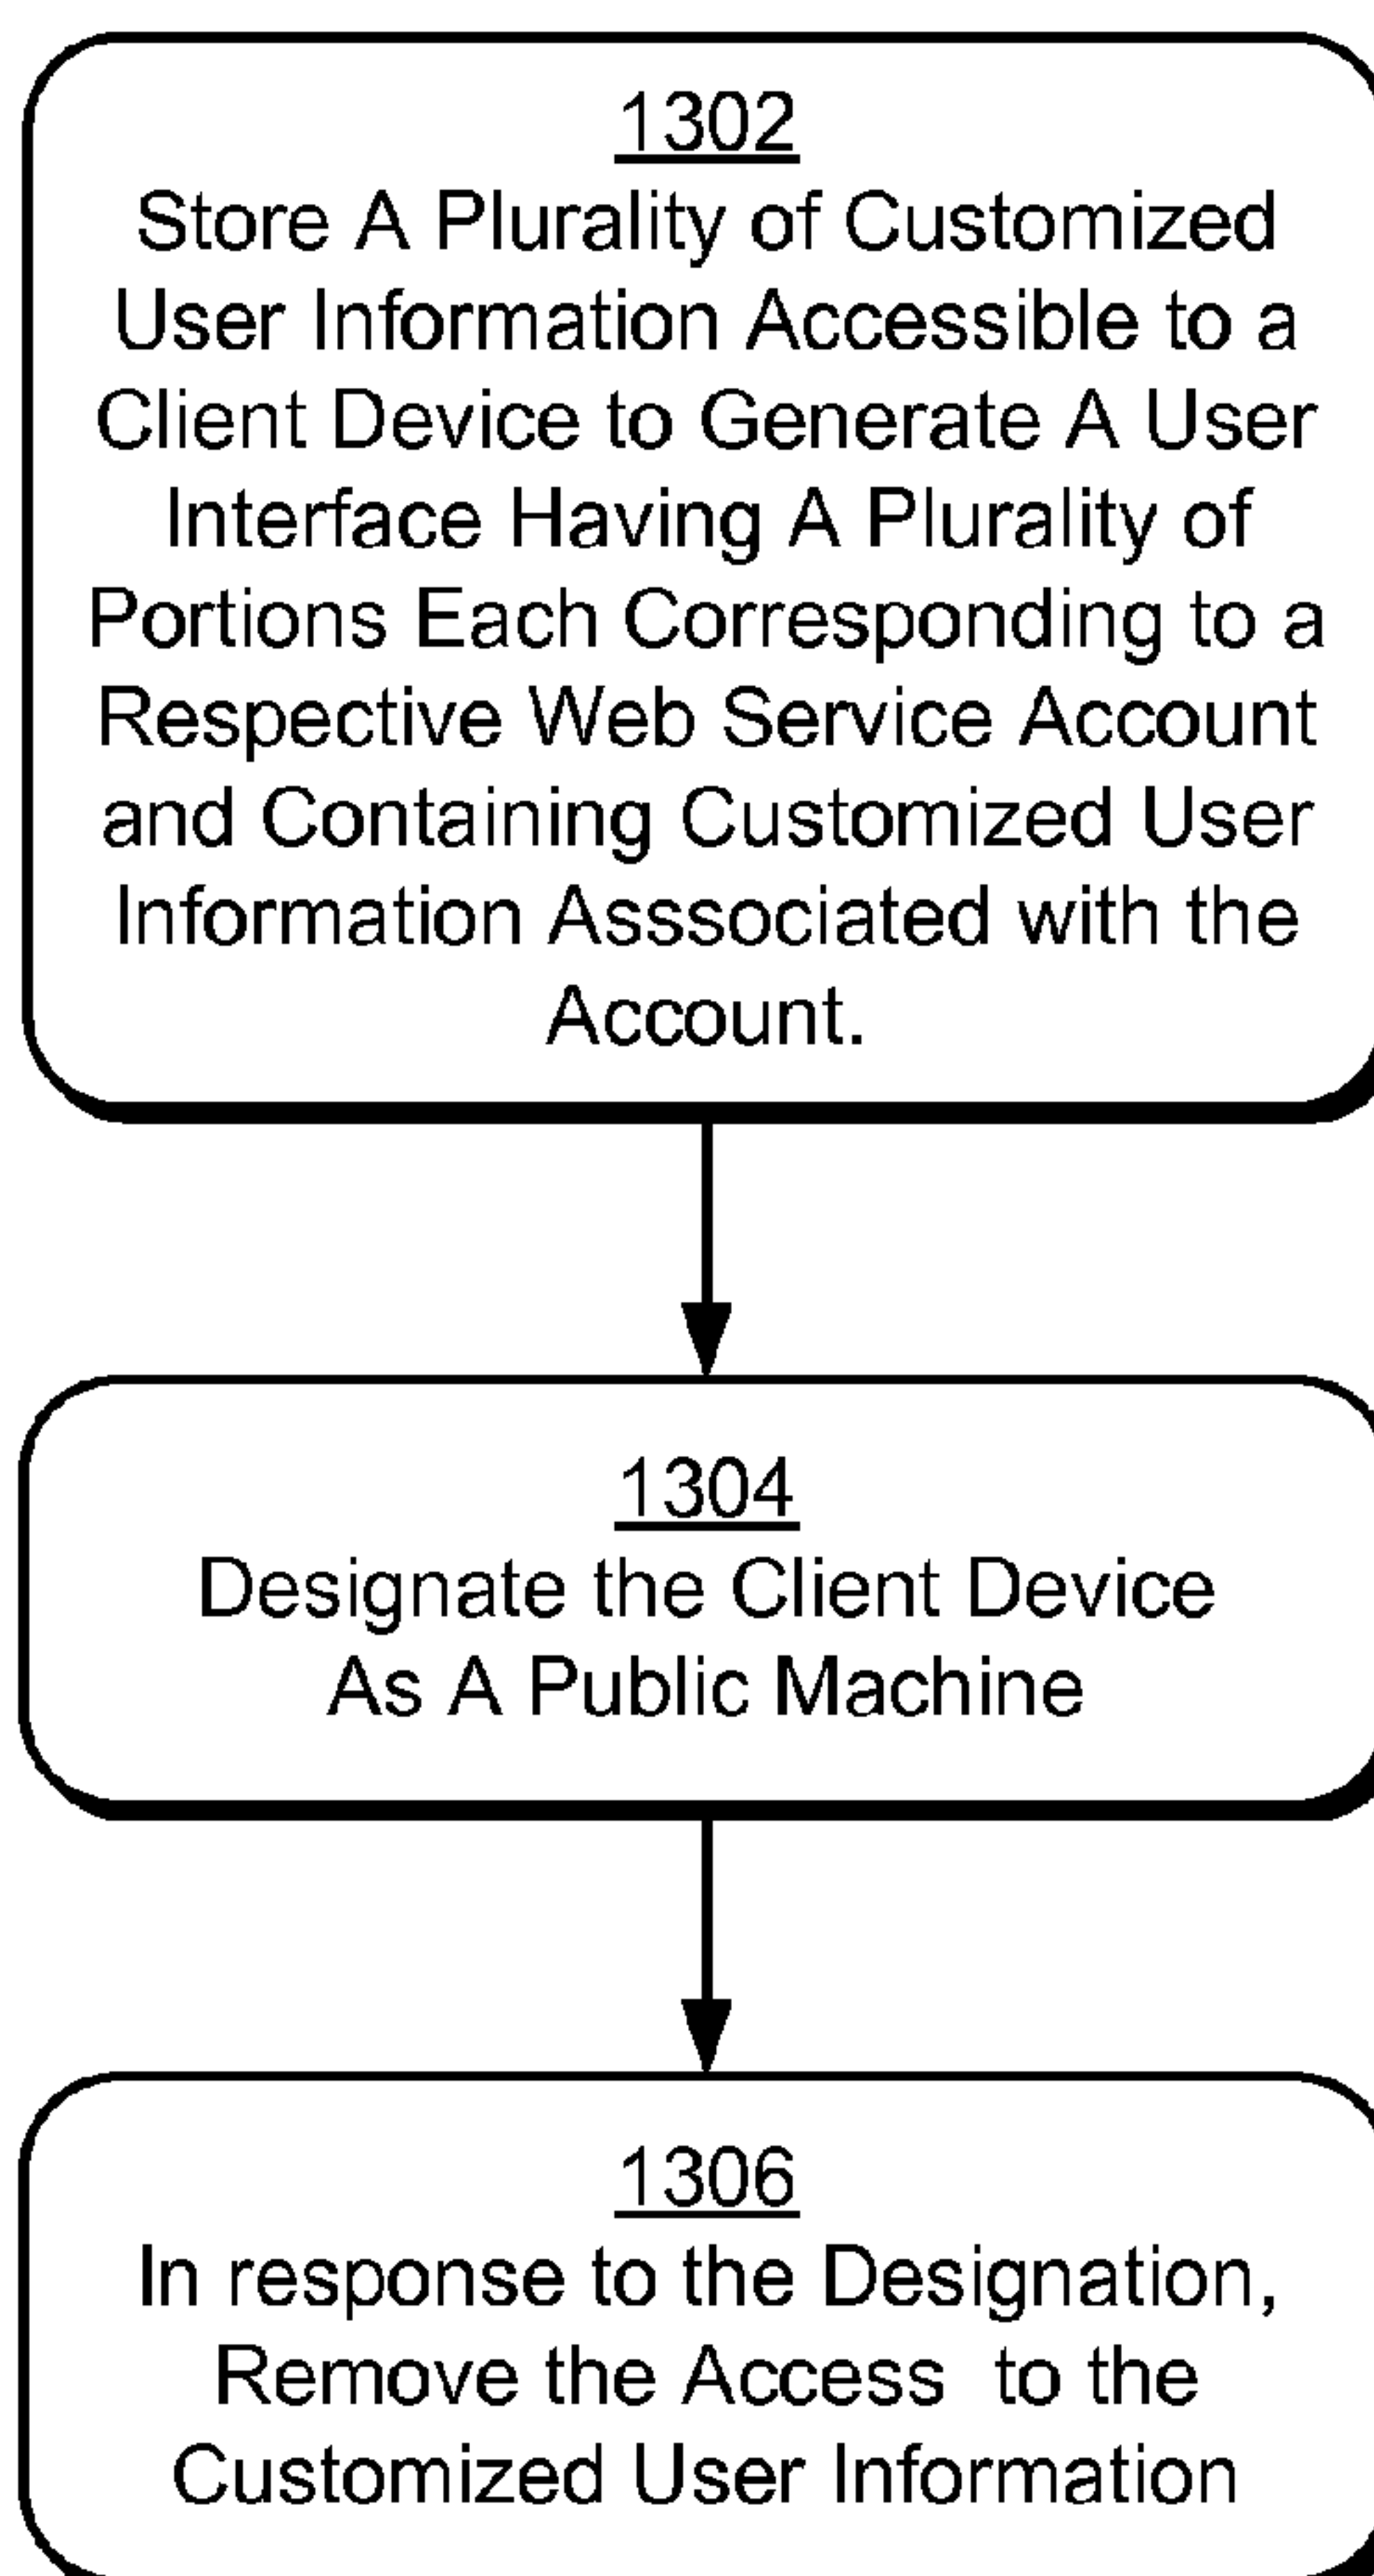 1302
Store A Plurality of Customized
User Information Accessible to a
Client Device to Generate A User
Interface Having A Plurality of
Portions Each Corresponding to a
Respective Web Service Account
and Containing Customized User
Information Asssociated with the
Account.
1304
Designate the Client Device
As A Public Machine
1306
In response to the Designation,
Remove the Access  to the
Customized User Information